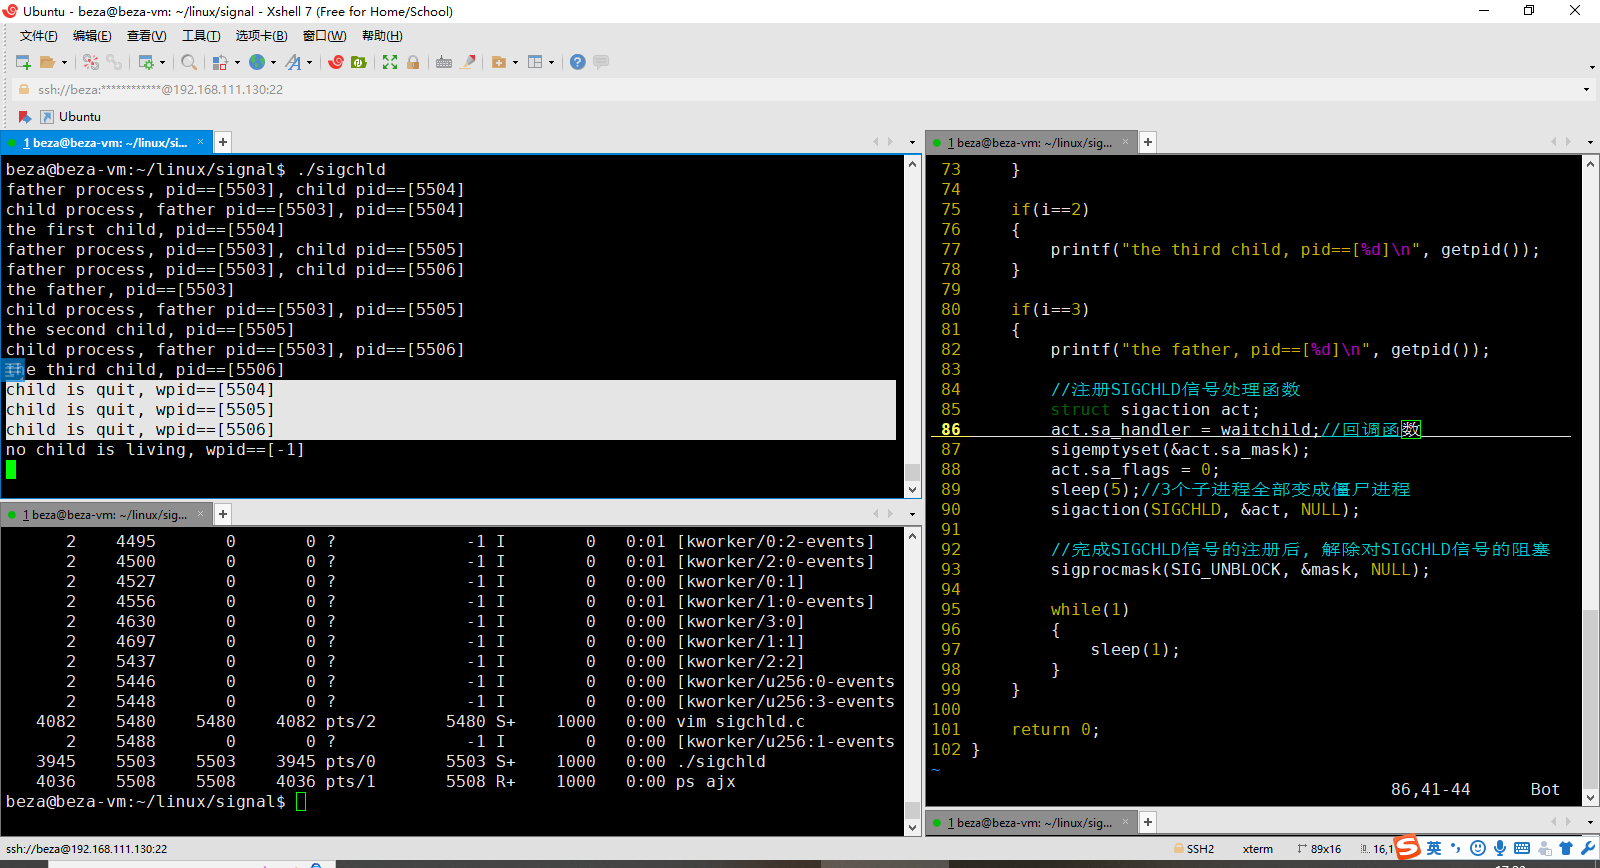 Ubuntu - beza@beza-vm: ~/linux/signal - Xshell 7 (Free for Home/School)
文件(F) 编辑(E) 查看(V) 工具(T) 选项卡(B) 窗口(W) 帮助(H)
ssh://beza:************@192.168.111.130:22
Ubuntu
1 beza@beza-vm: ~/linux/si...
beza@beza-vm:~/linux/signal$ ./sigchld
father process, pid==[5503], child pid==[5504]
child process, father pid==[5503], pid==[5504]
the first child, pid==[5504]
father process, pid==[5503], child pid==[5505]
father process, pid==[5503], child pid==[5506]
the father, pid==[5503]
child process, father pid==[5503], pid==[5505]
the second child, pid==[5505]
child process, father pid==[5503], pid==[5506]
the third child, pid==[5506]
child is quit, wpid==[5504]
child is quit, wpid==[5505]
child is quit, wpid==[5506]
no child is living, wpid==[-1]
1 beza@beza-vm: ~/linux/sig...
2 4495 0 0 ? -1 I 0 0:01 [kworker/0:2-events]
2 4500 0 0 ? -1 I 0 0:01 [kworker/2:0-events]
2 4527 0 0 ? -1 I 0 0:00 [kworker/0:1]
2 4556 0 0 ? -1 I 0 0:01 [kworker/1:0-events]
2 4630 0 0 ? -1 I 0 0:00 [kworker/3:0]
2 4697 0 0 ? -1 I 0 0:00 [kworker/1:1]
2 5437 0 0 ? -1 I 0 0:00 [kworker/2:2]
2 5446 0 0 ? -1 I 0 0:00 [kworker/u256:0-events
2 5448 0 0 ? -1 I 0 0:00 [kworker/u256:3-events
4082 5480 5480 4082 pts/2 5480 S+ 1000 0:00 vim sigchld.c
2 5488 0 0 ? -1 I 0 0:00 [kworker/u256:1-events
3945 5503 5503 3945 pts/0 5503 S+ 1000 0:00 ./sigchld
4036 5508 5508 4036 pts/1 5508 R+ 1000 0:00 ps ajx
beza@beza-vm:~/linux/signal$
1 beza@beza-vm: ~/linux/sig...
73 }
74
75 if(i==2)
76 {
77 printf("the third child, pid==[%d]\n", getpid());
78 }
79
80 if(i==3)
81 {
82 printf("the father, pid==[%d]\n", getpid());
83
84 //注册SIGCHLD信号处理函数
85 struct sigaction act;
86 act.sa_handler = waitchild;//回调函数
87 sigemptyset(&act.sa_mask);
88 act.sa_flags = 0;
89 sleep(5);//3个子进程全部变成僵尸进程
90 sigaction(SIGCHLD, &act, NULL);
91
92 //完成SIGCHLD信号的注册后, 解除对SIGCHLD信号的阻塞
93 sigprocmask(SIG_UNBLOCK, &mask, NULL);
94
95 while(1)
96 {
97 sleep(1);
98 }
99 }
100
101 return 0;
102 }
~
86,41-44 Bot
1 beza@beza-vm: ~/linux/sig...
ssh://beza@192.168.111.130:22 SSH2 xterm 89x16 16,1 英